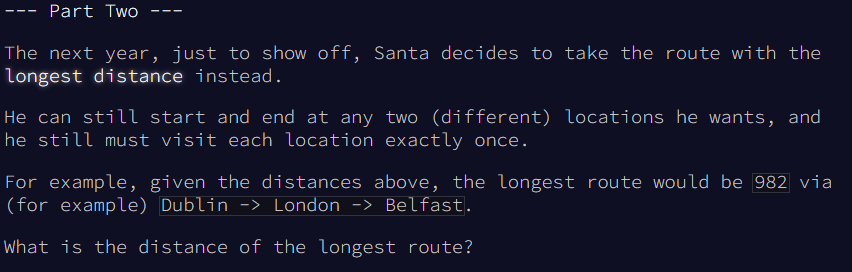 --- Part Two ---
The next year, just to show off, Santa decides to take the route with the
longest distance instead.
He can still start and end at any two (different) locations he wants, and
he still must visit each location exactly once.
For example, given the distances above, the longest route would be 982 via
(for example) Dublin -> London -> Belfast.
What is the distance of the longest route?